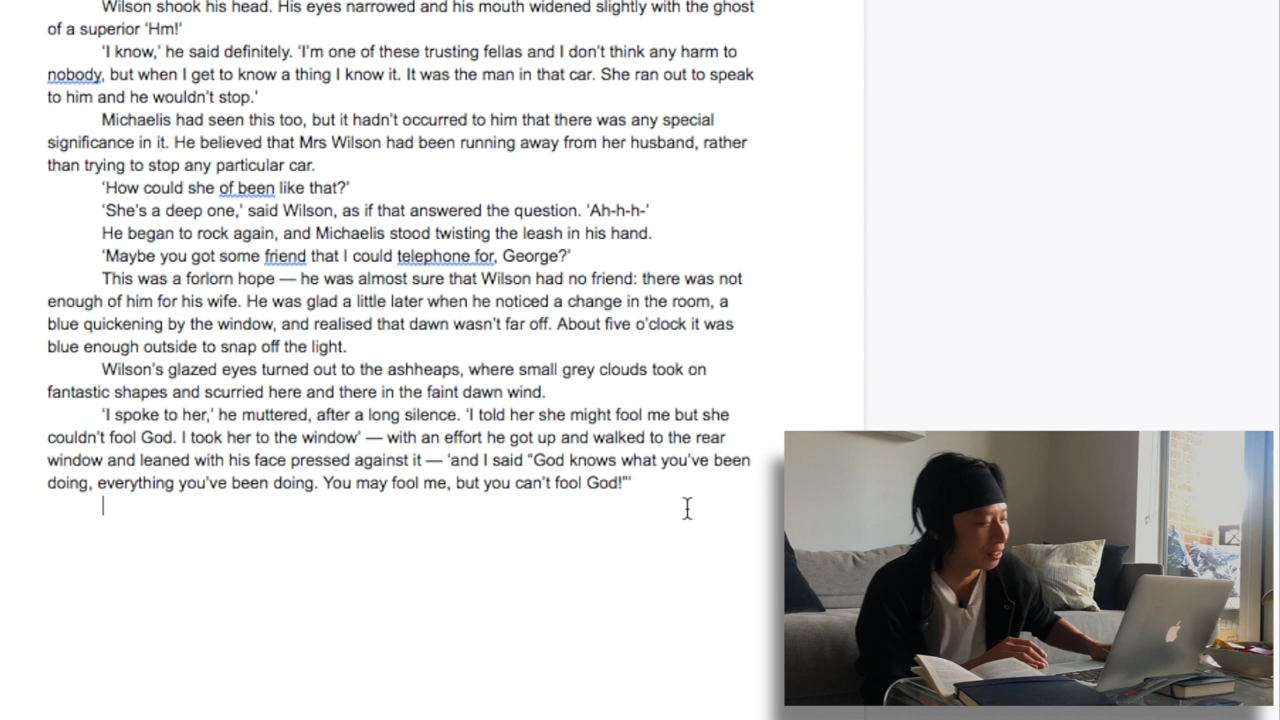 Wilson shook his head. His eyes narrowed and his mouth widened slightly with the ghost
of a superior ‘Hm!’
‘I know,’ he said definitely. ‘I’m one of these trusting fellas and I don’t think any harm to
nobody, but when I get to know a thing I know it. It was the man in that car. She ran out to speak
to him and he wouldn’t stop.’
Michaelis had seen this too, but it hadn’t occurred to him that there was any special
significance in it. He believed that Mrs Wilson had been running away from her husband, rather
than trying to stop any particular car.
‘How could she of been like that?’
‘She’s a deep one,’ said Wilson, as if that answered the question. ‘Ah-h-h-’
He began to rock again, and Michaelis stood twisting the leash in his hand.
‘Maybe you got some friend that I could telephone for, George?’
This was a forlorn hope — he was almost sure that Wilson had no friend: there was not
enough of him for his wife. He was glad a little later when he noticed a change in the room, a
blue quickening by the window, and realised that dawn wasn’t far off. About five o’clock it was
blue enough outside to snap off the light.
Wilson’s glazed eyes turned out to the ashheaps, where small grey clouds took on
fantastic shapes and scurried here and there in the faint dawn wind.
‘I spoke to her,’ he muttered, after a long silence. ‘I told her she might fool me but she
couldn’t fool God. I took her to the window’ — with an effort he got up and walked to the rear
window and leaned with his face pressed against it — ‘and I said “God knows what you’ve been
doing, everything you’ve been doing. You may fool me, but you can’t fool God!”’